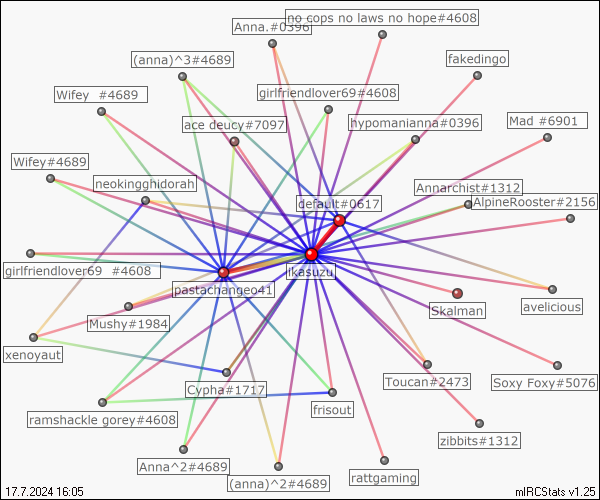 no cops no laws no hope#4608
Anna.#0396
(anna)^3#4689
fakedingo
Wifey  #4689
girlfriendlover69#4608
ace deucy#7097
hypomanianna#0396
Mad #6901
Wifey#4689
neokingghidorah
Annarchist#1312
default#0617
AlpineRooster#2156
girlfriendlover69  #4608
ikasuzu
pastachangeo41
Mushy#1984
Skalman
avelicious
xenoyaut
Cypha#1717
Toucan#2473
Soxy Foxy#5076
ramshackle gorey#4608
frisout
zibbits#1312
Anna^2#4689
(anna)^2#4689
rattgaming
17.7.2024 16:05
mIRCStats v1.25